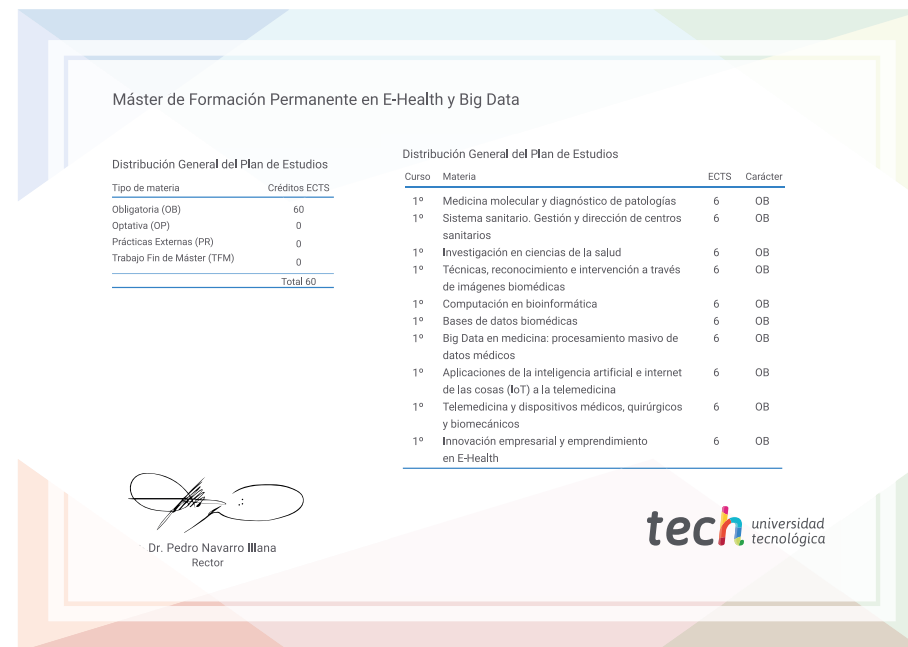 Máster de Formación Permanente en E-Health y Big Data
Distribución General del Plan de Estudios
Tipo de materia Créditos ECTS
Obligatoria (OB) 60
Optativa (OP) 0
Prácticas Externas (PR) 0
Trabajo Fin de Máster (TFM) 0
Total 60
Distribución General del Plan de Estudios
Curso Materia ECTS Carácter
1º Medicina molecular y diagnóstico de patologías 6 OB
1º Sistema sanitario. Gestión y dirección de centros 6 OB
sanitarios
1º Investigación en ciencias de la salud 6 OB
1º Técnicas, reconocimiento e intervención a través 6 OB
de imágenes biomédicas
1º Computación en bioinformática 6 OB
1º Bases de datos biomédicas 6 OB
1º Big Data en medicina: procesamiento masivo de 6 OB
datos médicos
1º Aplicaciones de la inteligencia artificial e internet 6 OB
de las cosas (IoT) a la telemedicina
1º Telemedicina y dispositivos médicos, quirúrgicos 6 OB
y biomecánicos
1º Innovación empresarial y emprendimiento 6 OB
en E-Health
Dr. Pedro Navarro Illana
Rector
tech universidad
tecnológica